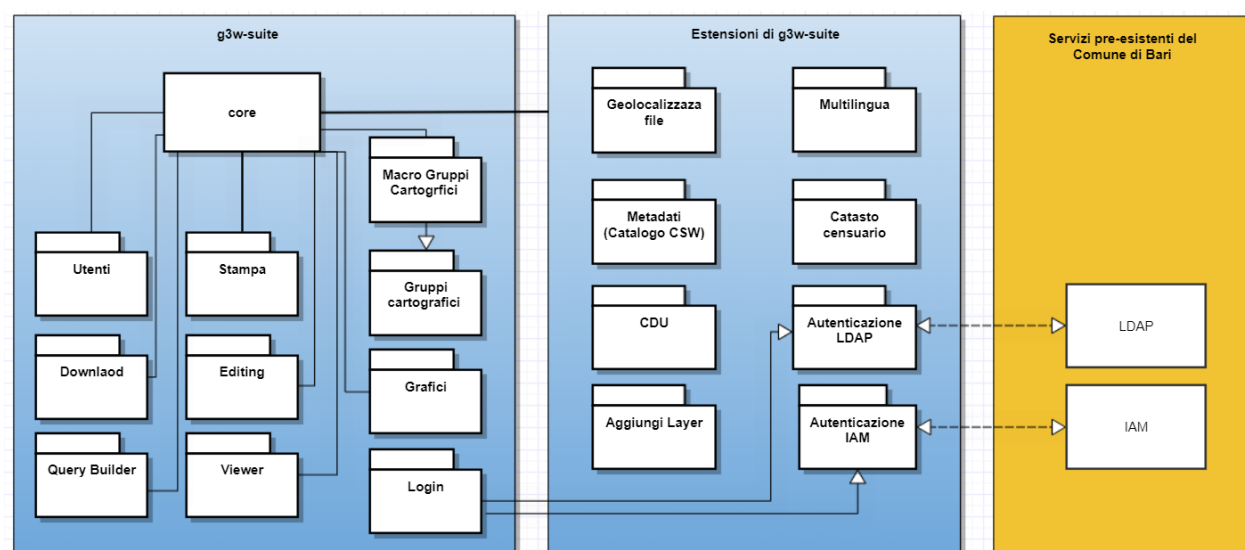 g3w-suite
core
Macro Gruppi
Cartogrfici
Utenti
Stampa
Gruppi
cartografici
Downlaod
Editing
Grafici
Query Builder
Viewer
Login
Estensioni di g3w-suite
Geolocalizzaza
file
Multilingua
Metadati
(Catalogo CSW)
Catasto
censuario
CDU
Autenticazione
LDAP
Aggiungi Layer
Autenticazione
IAM
Servizi pre-esistenti del
Comune di Bari
LDAP
IAM